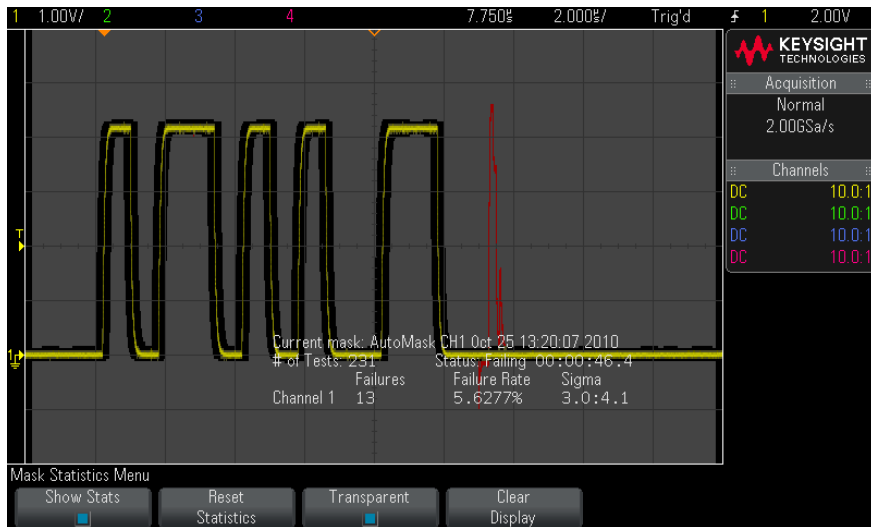 1 1.00V/ 2 3 4 7.750s 2.000s/ Trig'd 1 2.00V
KEYSIGHT
TECHNOLOGIES
Acquisition
Normal
2.00GSa/s
Channels
DC 10.0:1
DC 10.0:1
DC 10.0:1
DC 10.0:1
T
1
Current mask: AutoMask CH1 Oct 25 13:20:07 2010
# of Tests: 231 Status: Failing 00:00:46.4
Failures Failure Rate Sigma
Channel 1 13 5.6277% 3.0:4.1
Mask Statistics Menu
Show Stats
Reset
Statistics
Transparent
Clear
Display